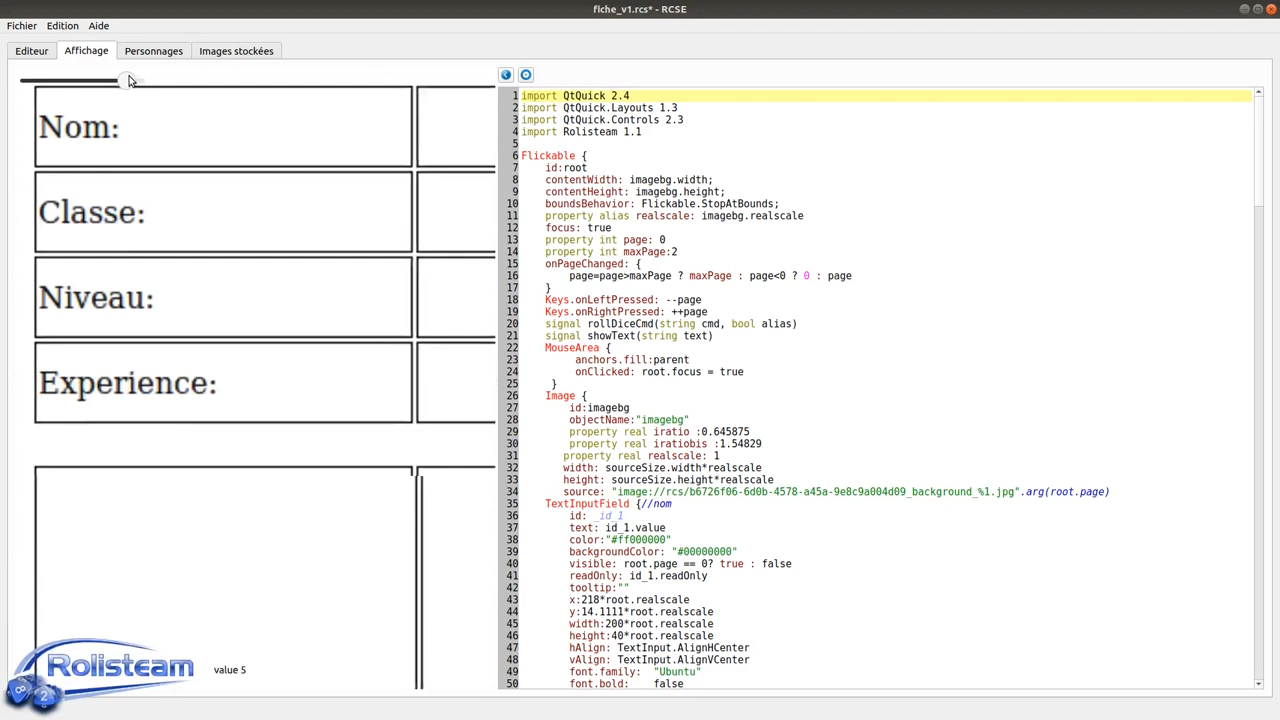 fiche_v1.rcs* - RCSE
Fichier Edition Aide
Editeur Affichage Personnages Images stockées
Nom:
Classe:
Niveau:
Experience:
Rolisteam
8 2
value 5
1 import QtQuick 2.4
2 import QtQuick.Layouts 1.3
3 import QtQuick.Controls 2.3
4 import Rolisteam 1.1
5
6 Flickable {
7 id:root
8 contentWidth: imagebg.width;
9 contentHeight: imagebg.height;
10 boundsBehavior: Flickable.StopAtBounds;
11 property alias realscale: imagebg.realscale
12 focus: true
13 property int page: 0
14 property int maxPage:2
15 onPageChanged: {
16 page=page>maxPage ? maxPage : page<0 ? 0 : page
17 }
18 Keys.onLeftPressed: --page
19 Keys.onRightPressed: ++page
20 signal rollDiceCmd(string cmd, bool alias)
21 signal showText(string text)
22 MouseArea {
23 anchors.fill:parent
24 onClicked: root.focus = true
25 }
26 Image {
27 id:imagebg
28 objectName:"imagebg"
29 property real iratio :0.645875
30 property real iratiobis :1.54829
31 property real realscale: 1
32 width: sourceSize.width*realscale
33 height: sourceSize.height*realscale
34 source: "image://rcs/b6726f06-6d0b-4578-a45a-9e8c9a004d09_background_%1.jpg".arg(root.page)
35 TextInputField {//nom
36 id: _id_1
37 text: id_1.value
38 color:"#ff000000"
39 backgroundColor: "#00000000"
40 visible: root.page == 0? true : false
41 readOnly: id_1.readOnly
42 tooltip:""
43 x:218*root.realscale
44 y:14.1111*root.realscale
45 width:200*root.realscale
46 height:40*root.realscale
47 hAlign: TextInput.AlignHCenter
48 vAlign: TextInput.AlignVCenter
49 font.family: "Ubuntu"
50 font.bold: false